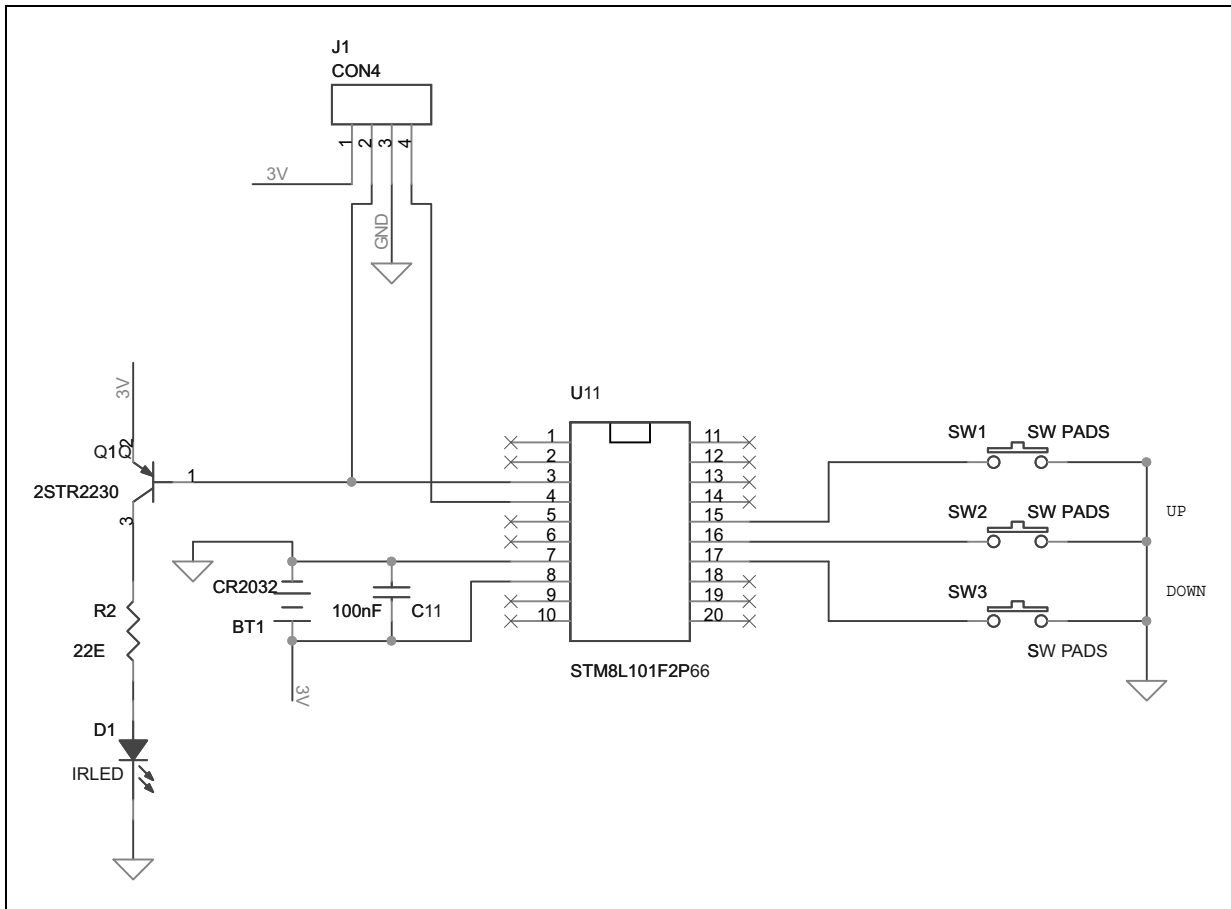 J1
CON4
1
2
3
4
3V
GND
3V
Q1Q
2
1
2STR2230
3
R2
22E
D1
IRLED
CR2032
BT1
100nF
C11
3V
U11
1
2
3
4
5
6
7
8
9
10
11
12
13
14
15
16
17
18
19
20
STM8L101F2P66
SW1
SW PADS
SW2
SW PADS
SW3
SW PADS
UP
DOWN